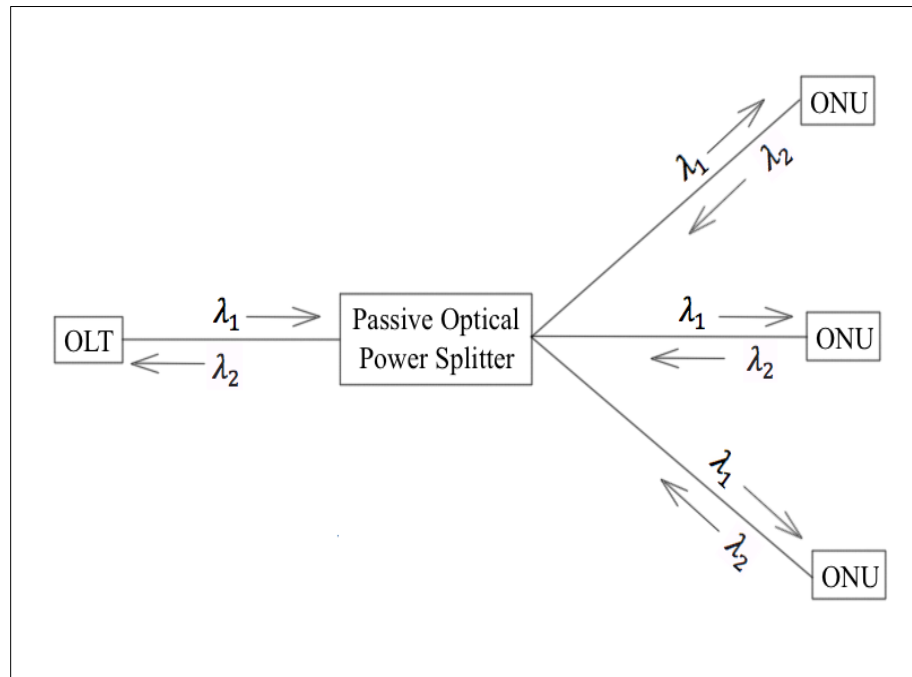 ONU
λ₁
λ₂
λ₁
OLT
λ₂
Passive Optical
Power Splitter
λ₁
λ₂
ONU
λ₁
λ₂
ONU